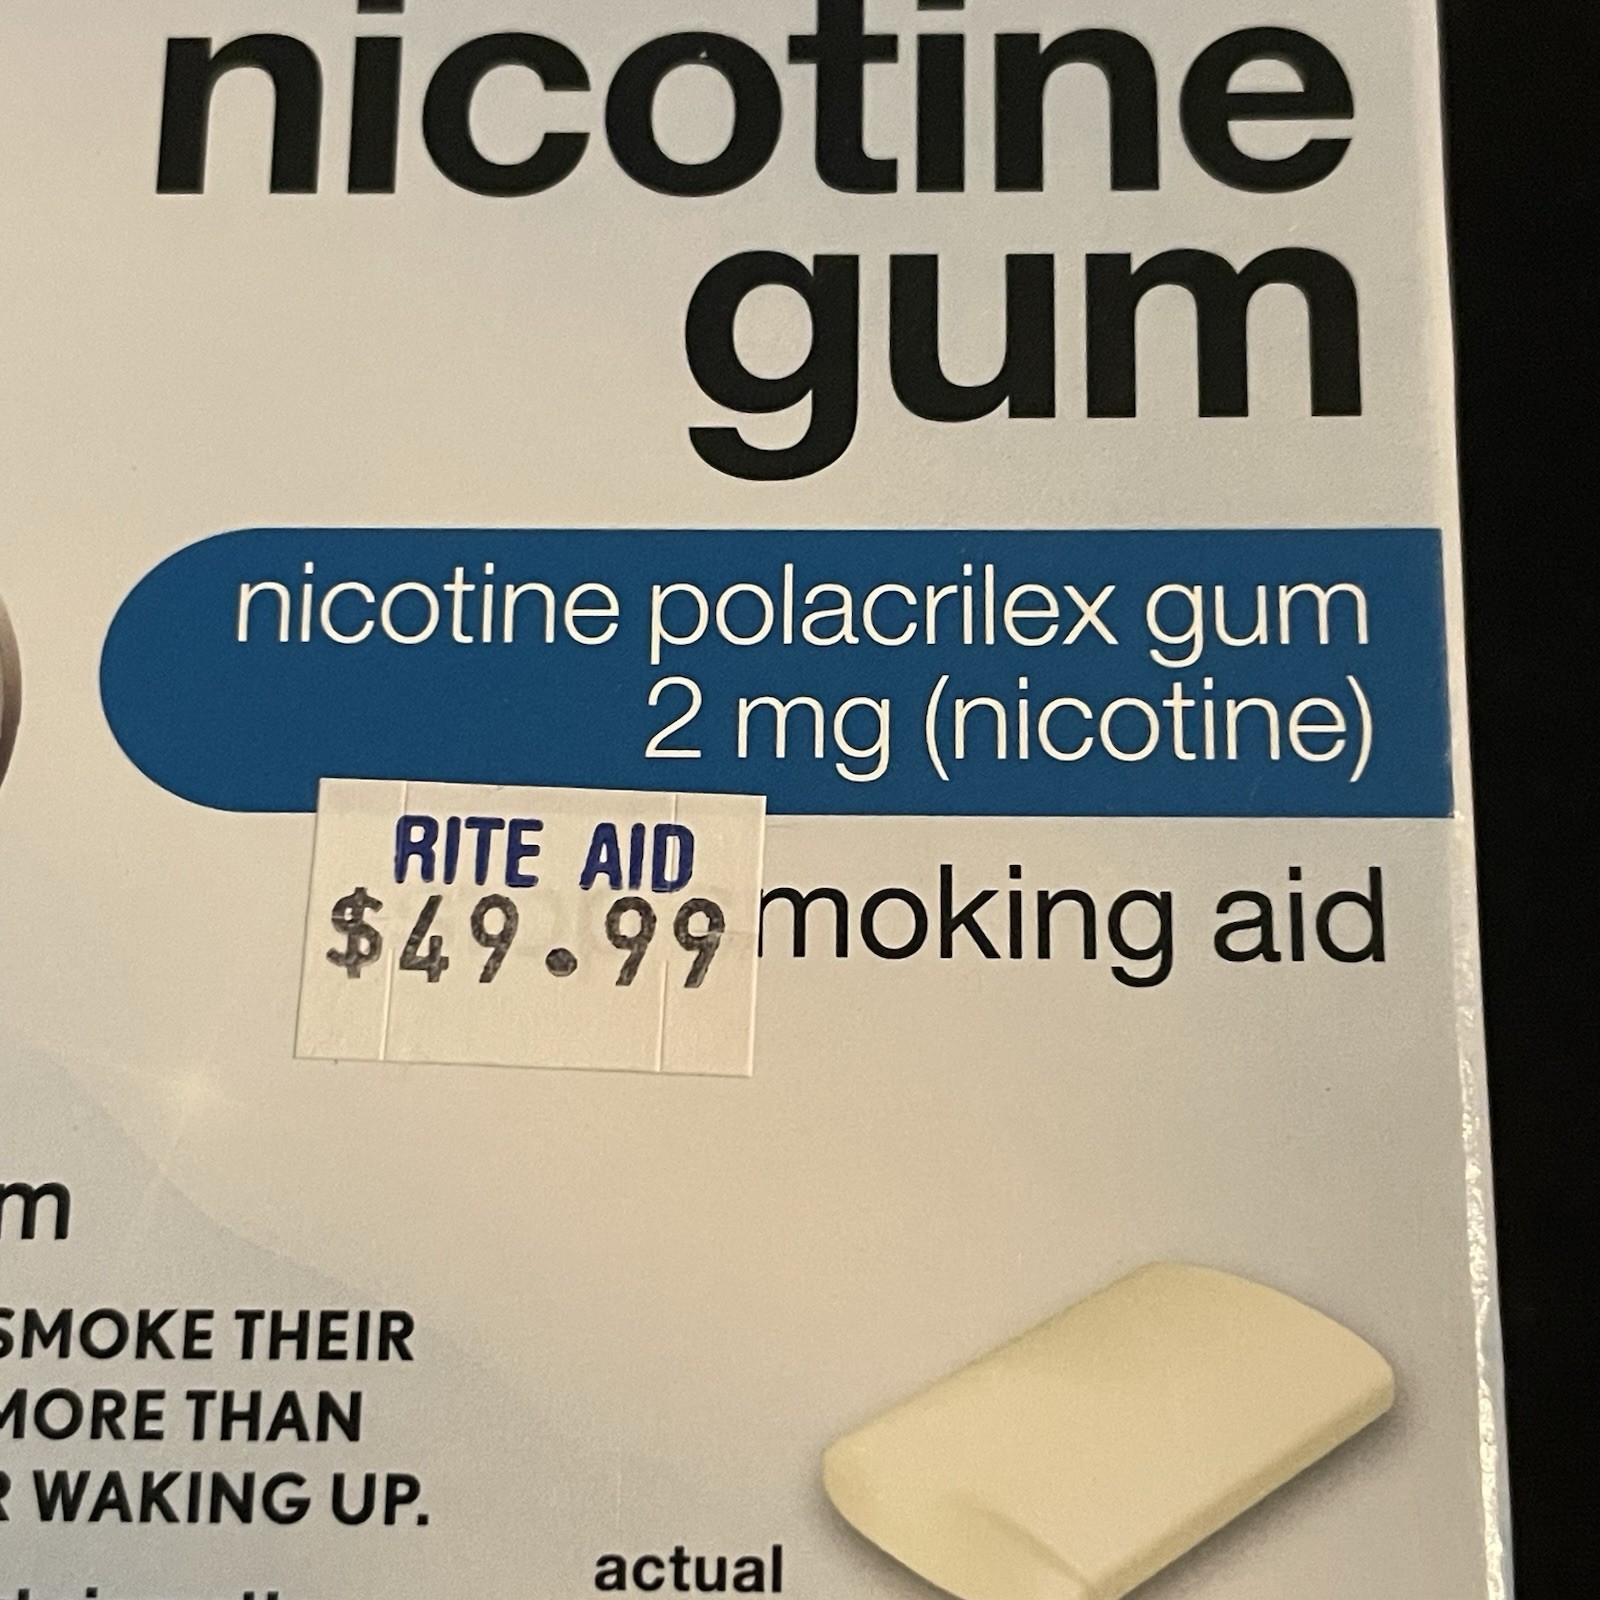 nicotine
gum
nicotine polacrilex gum
2 mg (nicotine)
RITE AID
$49.99
moking aid
m
SMOKE THEIR
MORE THAN
R WAKING UP.
actual